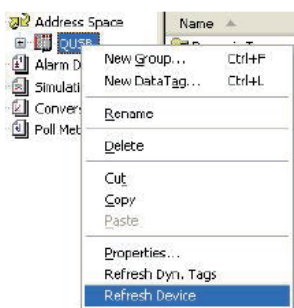 Address Space
Name
QUSB
New Group... Ctrl+F
Alarm D
New DataTag... Ctrl+L
Simulati
Conver
Rename
Poll Met
Delete
Cut
Copy
Paste
Properties...
Refresh Dyn. Tags
Refresh Device